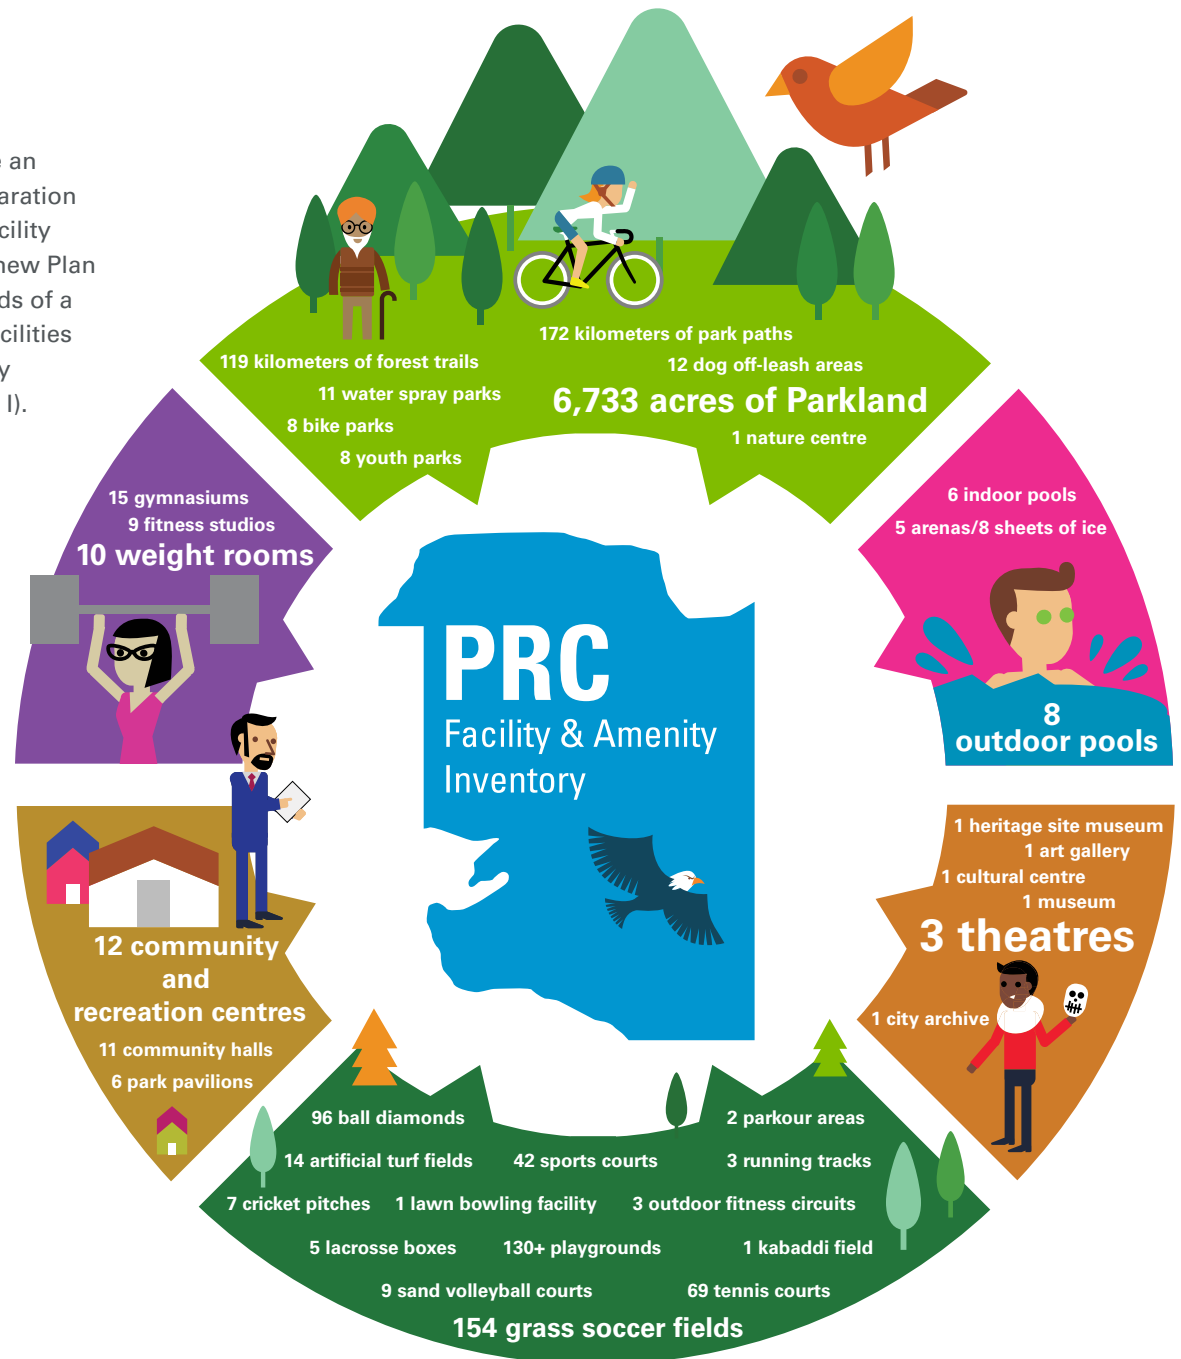 e an
aration
cility
new Plan
ds of a
cilities
y
I).
172 kilometers of park paths
119 kilometers of forest trails
12 dog off-leash areas
11 water spray parks
6,733 acres of Parkland
8 bike parks
1 nature centre
8 youth parks
15 gymnasiums
9 fitness studios
10 weight rooms
6 indoor pools
5 arenas/8 sheets of ice
8
outdoor pools
PRC
Facility & Amenity
Inventory
12 community
and
recreation centres
11 community halls
6 park pavilions
1 heritage site museum
1 art gallery
1 cultural centre
1 museum
3 theatres
1 city archive
96 ball diamonds
2 parkour areas
14 artificial turf fields
42 sports courts
3 running tracks
7 cricket pitches
1 lawn bowling facility
3 outdoor fitness circuits
5 lacrosse boxes
130+ playgrounds
1 kabaddi field
9 sand volleyball courts
69 tennis courts
154 grass soccer fields